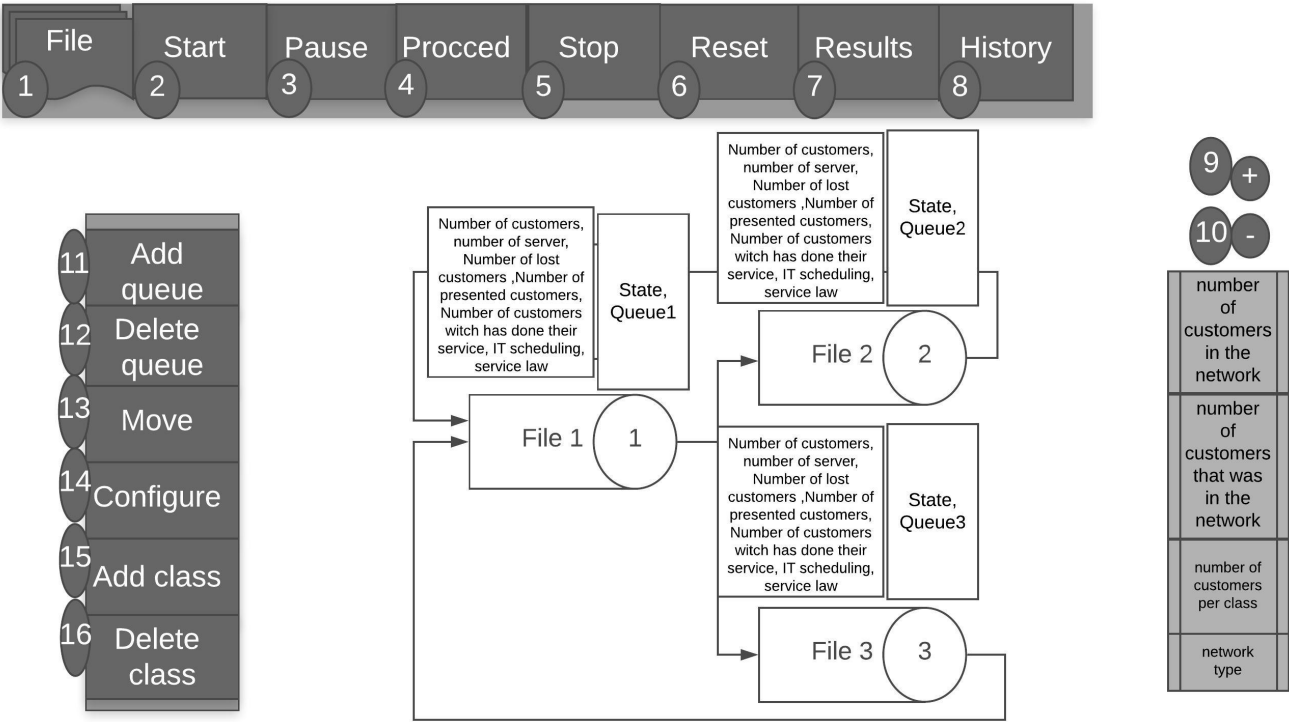 File
Start
Pause
Procced
Stop
Reset
Results
History
1
2
3
4
5
6
7
8
9
+
10
-
11
Add
queue
12
Delete
queue
13
Move
14
Configure
15
Add class
16
Delete
class
Number of customers,
number of server,
Number of lost
customers ,Number of
presented customers,
Number of customers
witch has done their
service, IT scheduling,
service law
State,
Queue1
File 1
1
Number of customers,
number of server,
Number of lost
customers ,Number of
presented customers,
Number of customers
witch has done their
service, IT scheduling,
service law
State,
Queue2
File 2
2
Number of customers,
number of server,
Number of lost
customers ,Number of
presented customers,
Number of customers
witch has done their
service, IT scheduling,
service law
State,
Queue3
File 3
3
number
of
customers
in the
network
number
of
customers
that was
in the
network
number of
customers
per class
network
type